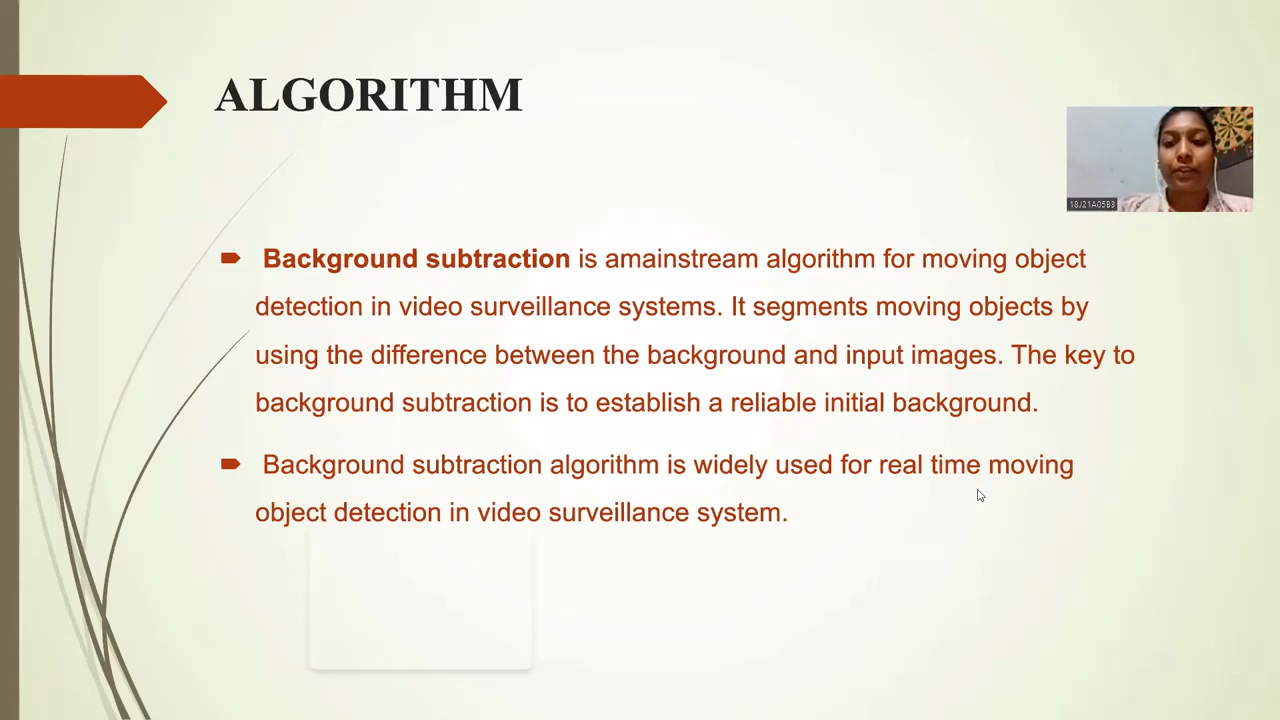 ALGORITHM
18J21A05B3
Background subtraction is amainstream algorithm for moving object
detection in video surveillance systems. It segments moving objects by
using the difference between the background and input images. The key to
background subtraction is to establish a reliable initial background.
Background subtraction algorithm is widely used for real time moving
object detection in video surveillance system.